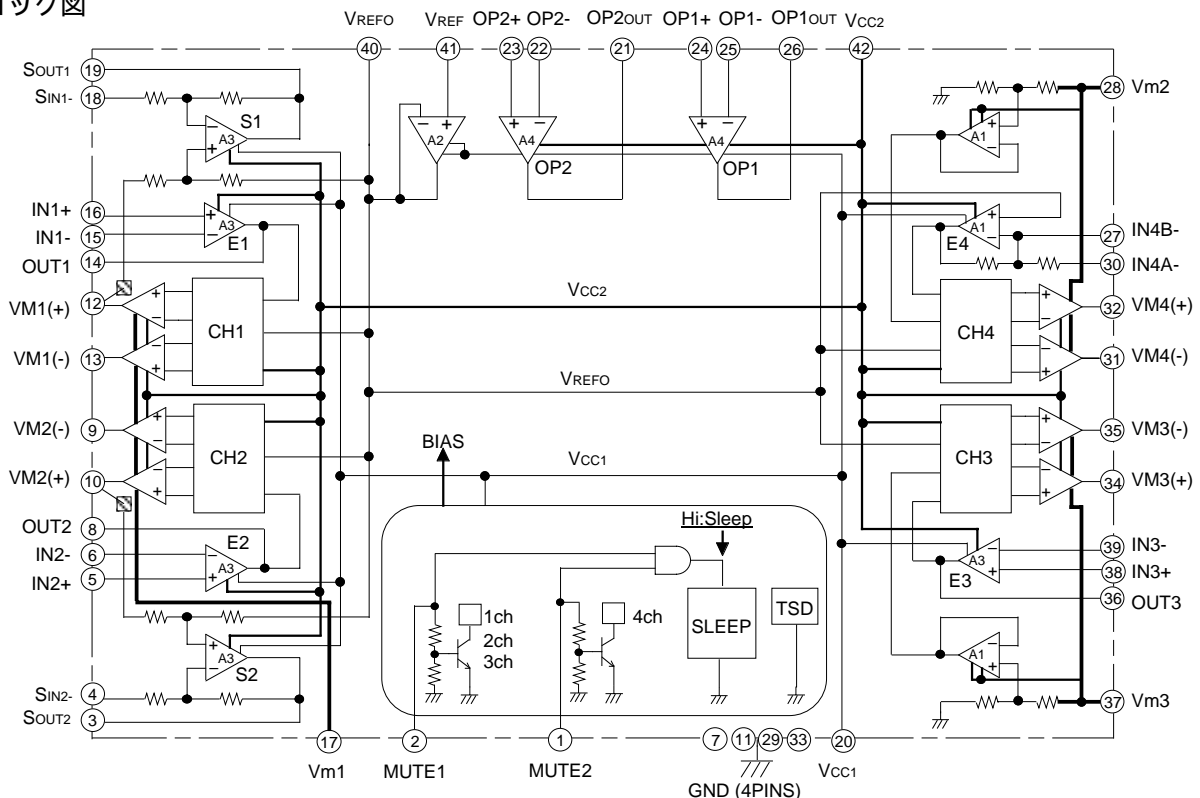 ック図
VREFO
VREF
OP2+
OP2-
OP2OUT
OP1+
OP1-
OP1OUT
VCC2
40
41
23
22
21
24
25
26
42
SOUT1
19
SIN1-
18
S1
A3
−
+
A2
− +
A4
+ −
OP2
A4
+ −
OP1
28
Vm2
A1
+
−
IN1+
16
IN1-
15
OUT1
14
+
−
A3
E1
A1
+
−
E4
27
IN4B-
30
IN4A-
12
VM1(+)
+
−
CH1
−
+
13
VM1(-)
VCC2
CH4
+
−
32
VM4(+)
−
+
31
VM4(-)
VREFO
VM2(-)
9
+
−
CH2
−
+
VM2(+)
10
BIAS
VCC1
CH3
+
−
35
VM3(-)
−
+
34
VM3(+)
OUT2
8
IN2-
6
IN2+
5
−
+
A3
E2
Hi:Sleep
A3
−
+
E3
39
IN3-
38
IN3+
36
OUT3
1ch
2ch
3ch
4ch
SLEEP
TSD
+
−
A3
S2
A1
−
+
SIN2-
4
SOUT2
3
37
Vm3
17
2
1
7
11
29
33
20
Vm1
MUTE1
MUTE2
VCC1
GND (4PINS)